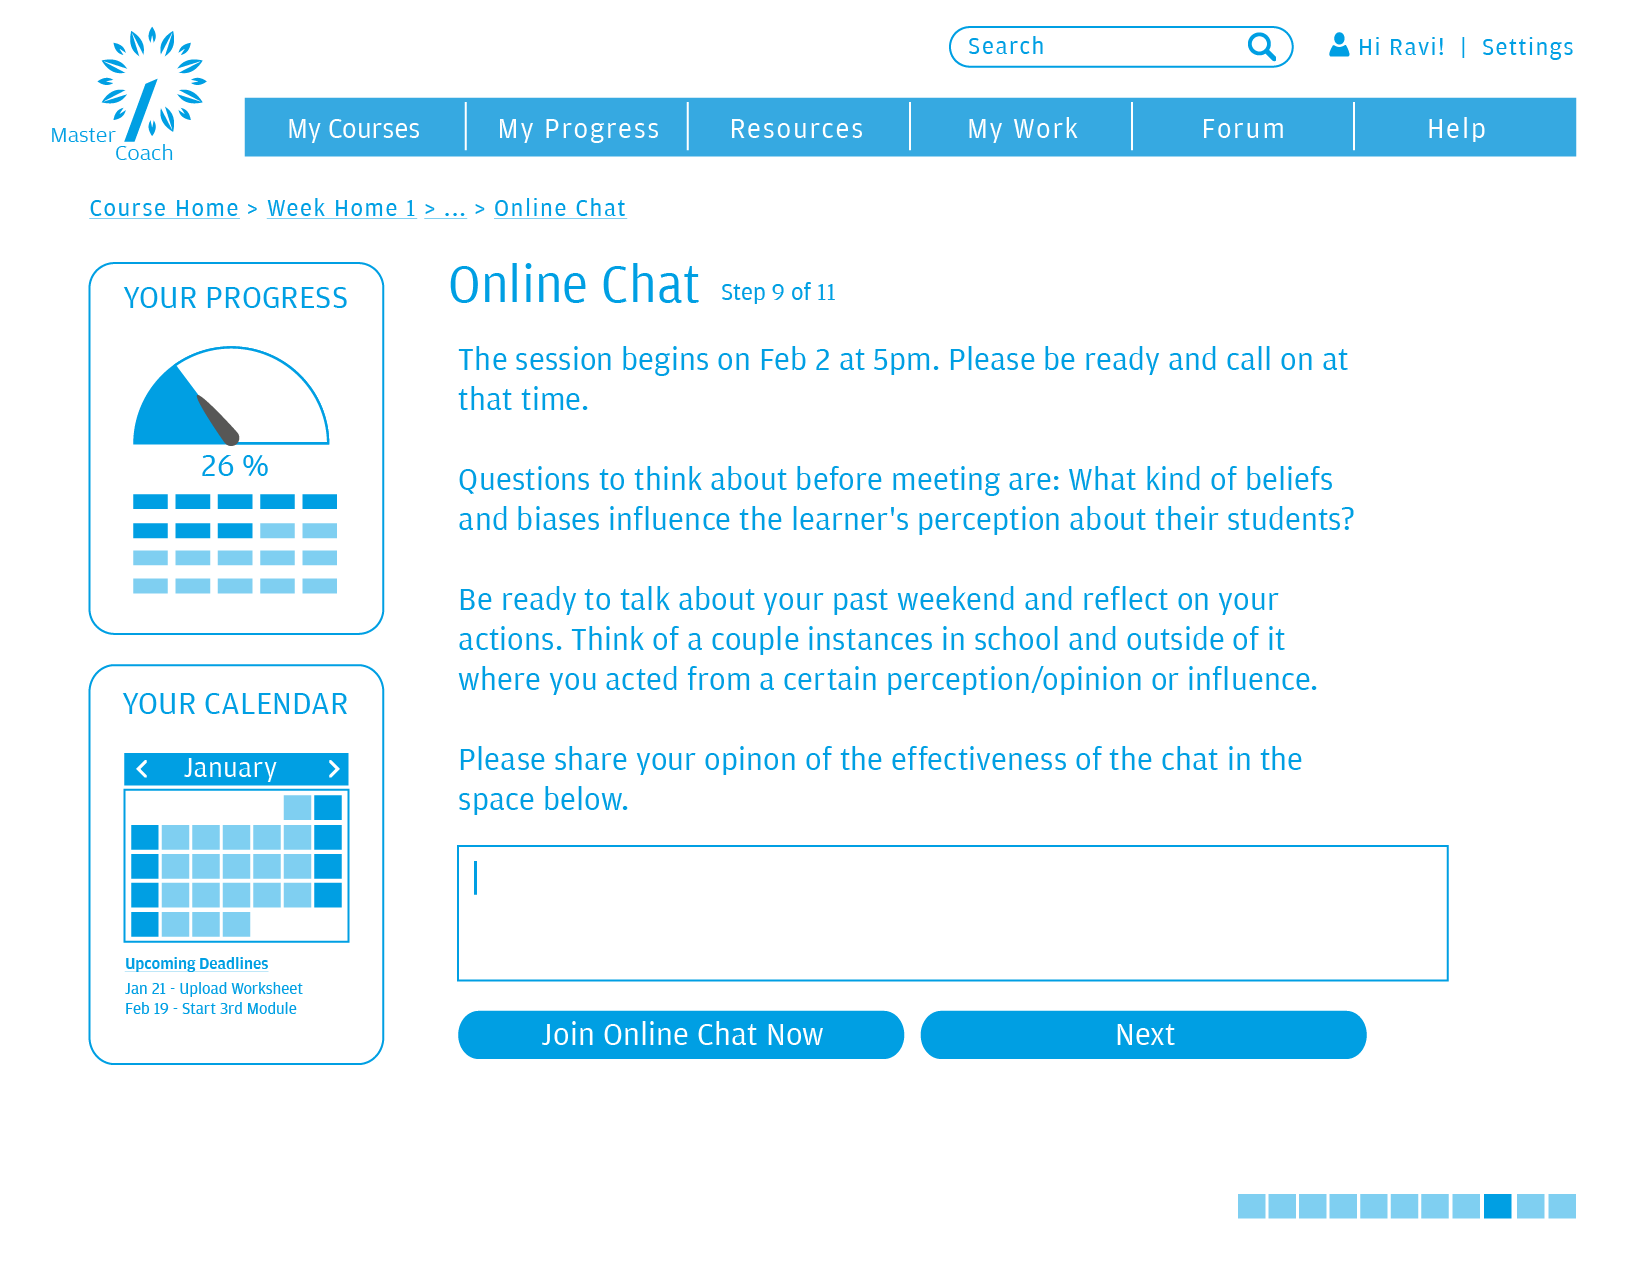 Master
Coach
Search
Hi Ravi! | Settings
My Courses
My Progress
Resources
My Work
Forum
Help
Course Home > Week Home 1 > ... > Online Chat
YOUR PROGRESS
26 %
YOUR CALENDAR
January
Upcoming Deadlines
Jan 21 - Upload Worksheet
Feb 19 - Start 3rd Module
Online Chat Step 9 of 11
The session begins on Feb 2 at 5pm. Please be ready and call on at
that time.
Questions to think about before meeting are: What kind of beliefs
and biases influence the learner's perception about their students?
Be ready to talk about your past weekend and reflect on your
actions. Think of a couple instances in school and outside of it
where you acted from a certain perception/opinion or influence.
Please share your opinon of the effectiveness of the chat in the
space below.
Join Online Chat Now
Next